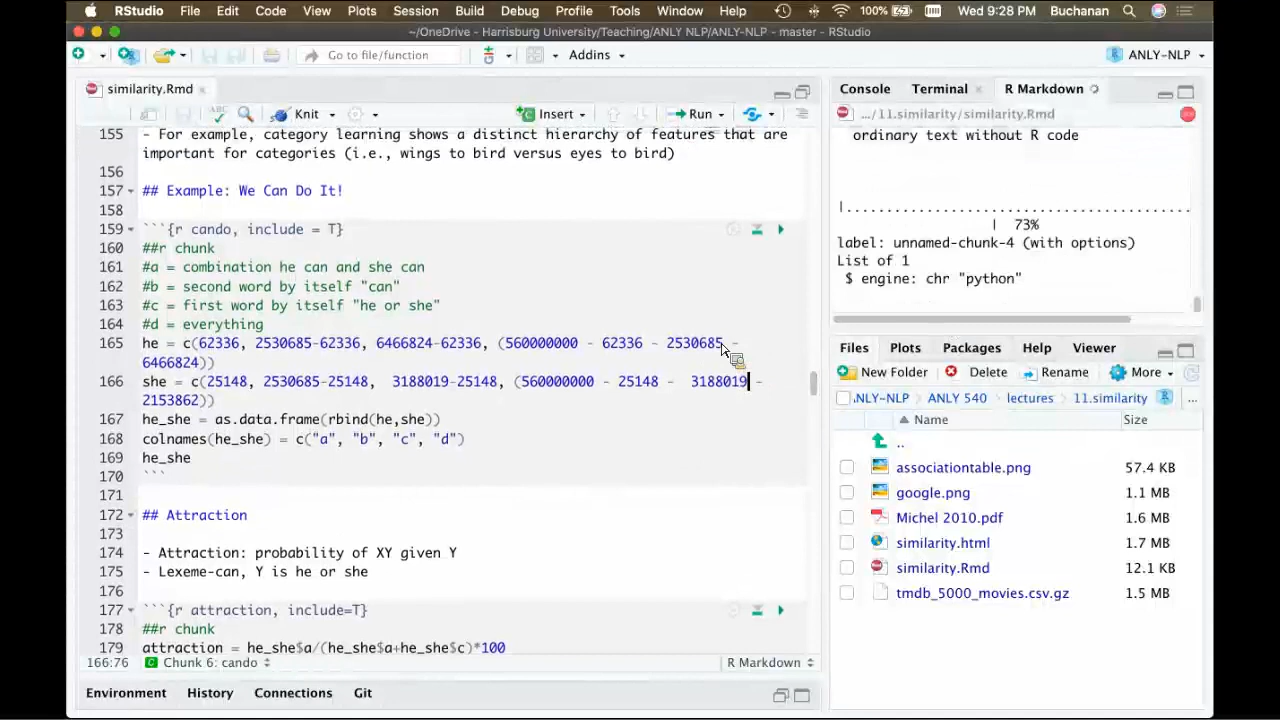 RStudio File Edit Code View Plots Session Build Debug Profile Tools Window Help 100% Wed 9:28 PM Buchanan
~/OneDrive - Harrisburg University/Teaching/ANLY NLP/ANLY-NLP - master - RStudio
Go to file/function Addins ANLY-NLP
similarity.Rmd
Knit Insert Run
155 - For example, category learning shows a distinct hierarchy of features that are
important for categories (i.e., wings to bird versus eyes to bird)
156
157 ## Example: We Can Do It!
158
159 ```{r cando, include = T}
160 ##r chunk
161 #a = combination he can and she can
162 #b = second word by itself "can"
163 #c = first word by itself "he or she"
164 #d = everything
165 he = c(62336, 2530685-62336, 6466824-62336, (560000000 - 62336 - 2530685 -
6466824))
166 she = c(25148, 2530685-25148, 3188019-25148, (560000000 - 25148 - 3188019 -
2153862))
167 he_she = as.data.frame(rbind(he,she))
168 colnames(he_she) = c("a", "b", "c", "d")
169 he_she
170 ```
171
172 ## Attraction
173
174 - Attraction: probability of XY given Y
175 - Lexeme-can, Y is he or she
176
177 ```{r attraction, include=T}
178 ##r chunk
179 attraction = he_she$a/(he_she$a+he_she$c)*100
166:76 Chunk 6: cando R Markdown
Environment History Connections Git
Console Terminal R Markdown
.../11.similarity/similarity.Rmd
ordinary text without R code
|...........................................
| 73%
label: unnamed-chunk-4 (with options)
List of 1
$ engine: chr "python"
Files Plots Packages Help Viewer
New Folder Delete Rename More
.NLY-NLP ANLY 540 lectures 11.similarity ...
Name Size
..
associationtable.png 57.4 KB
google.png 1.1 MB
Michel 2010.pdf 1.6 MB
similarity.html 1.7 MB
similarity.Rmd 12.1 KB
tmdb_5000_movies.csv.gz 1.5 MB